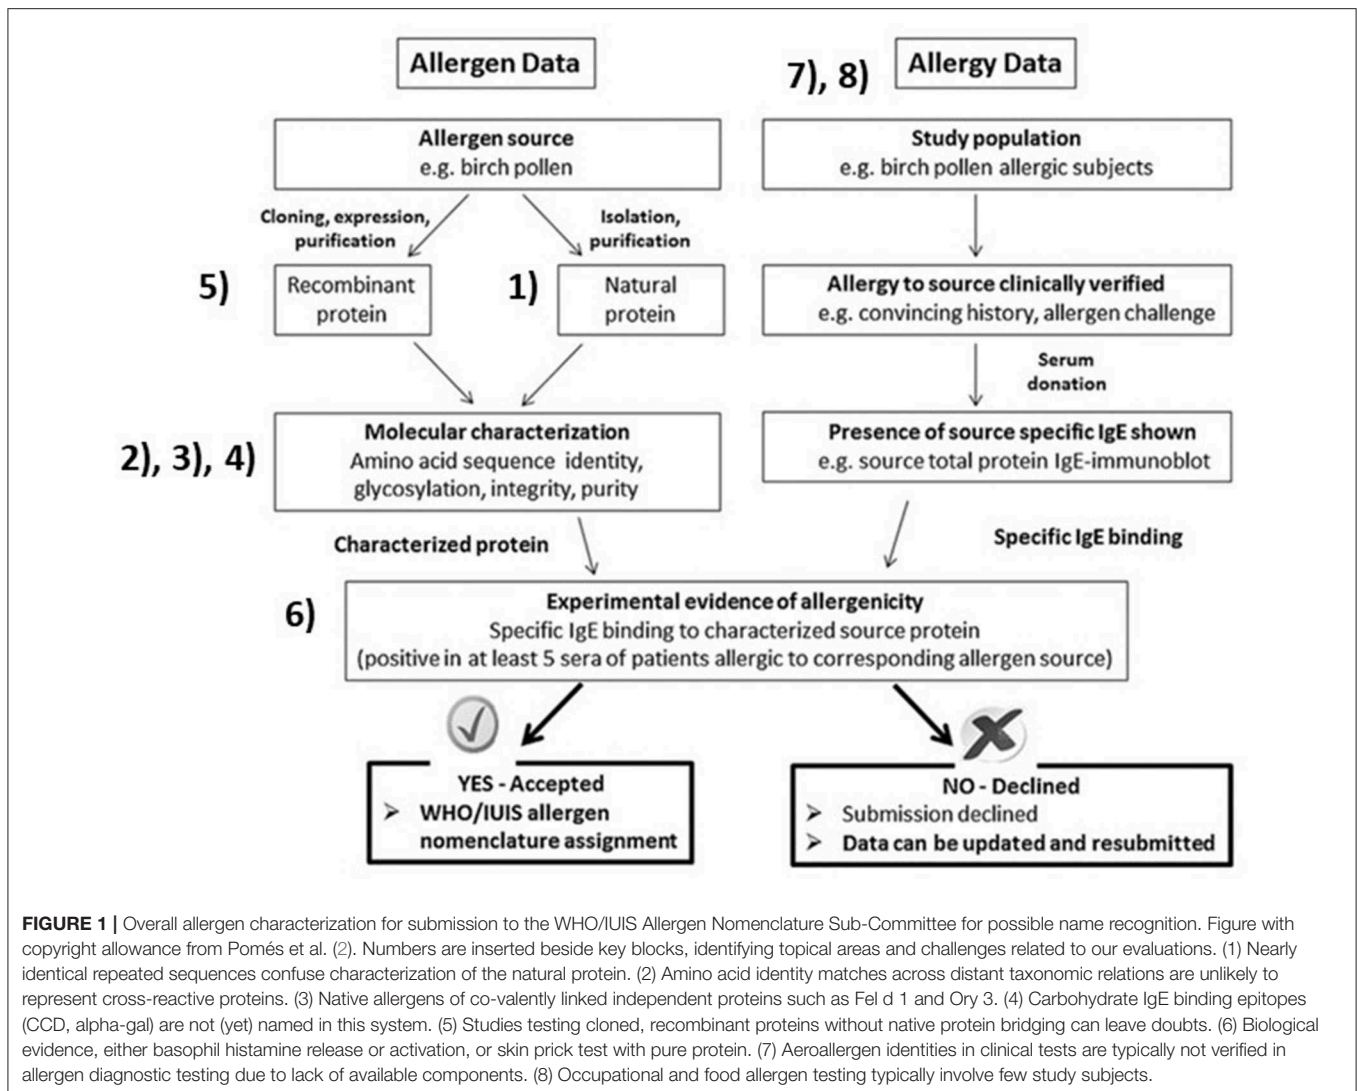 Allergen Data
7), 8)
Allergy Data
Allergen source
e.g. birch pollen
Study population
e.g. birch pollen allergic subjects
Cloning, expression,
purification
Isolation,
purification
5)
Recombinant
protein
1)
Natural
protein
Allergy to source clinically verified
e.g. convincing history, allergen challenge
Serum
donation
2), 3), 4)
Molecular characterization
Amino acid sequence identity,
glycosylation, integrity, purity
Presence of source specific IgE shown
e.g. source total protein IgE-immunoblot
Characterized protein
Specific IgE binding
6)
Experimental evidence of allergenicity
Specific IgE binding to characterized source protein
(positive in at least 5 sera of patients allergic to corresponding allergen source)
YES - Accepted
➢ WHO/IUIS allergen
nomenclature assignment
NO - Declined
➢ Submission declined
➢ Data can be updated and resubmitted
FIGURE 1 | Overall allergen characterization for submission to the WHO/IUIS Allergen Nomenclature Sub-Committee for possible name recognition. Figure with
copyright allowance from Pomés et al. (2). Numbers are inserted beside key blocks, identifying topical areas and challenges related to our evaluations. (1) Nearly
identical repeated sequences confuse characterization of the natural protein. (2) Amino acid identity matches across distant taxonomic relations are unlikely to
represent cross-reactive proteins. (3) Native allergens of co-valently linked independent proteins such as Fel d 1 and Ory 3. (4) Carbohydrate IgE binding epitopes
(CCD, alpha-gal) are not (yet) named in this system. (5) Studies testing cloned, recombinant proteins without native protein bridging can leave doubts. (6) Biological
evidence, either basophil histamine release or activation, or skin prick test with pure protein. (7) Aeroallergen identities in clinical tests are typically not verified in
allergen diagnostic testing due to lack of available components. (8) Occupational and food allergen testing typically involve few study subjects.